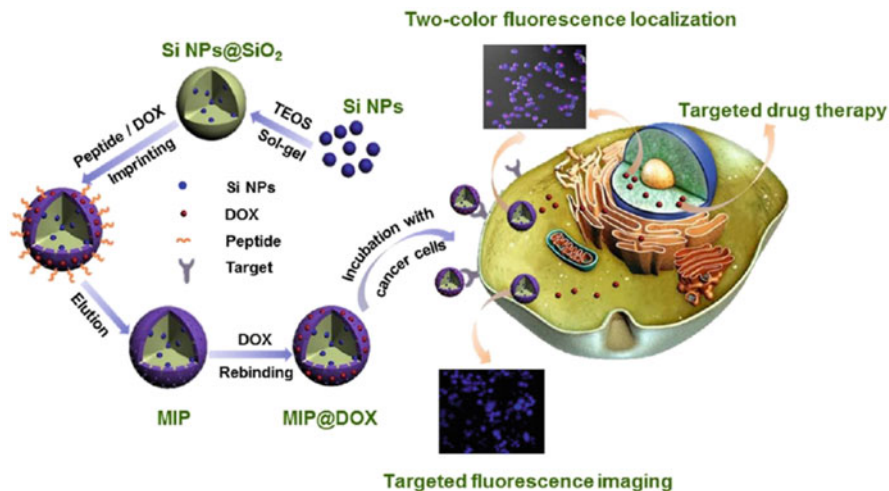 Two-color fluorescence localization
Si NPs@SiO₂
Si NPs
TEOS
Sol-gel
Targeted drug therapy
Peptide / DOX
Imprinting
Si NPs
DOX
Peptide
Target
Incubation with
cancer cells
Elution
DOX
Rebinding
MIP
MIP@DOX
Targeted fluorescence imaging